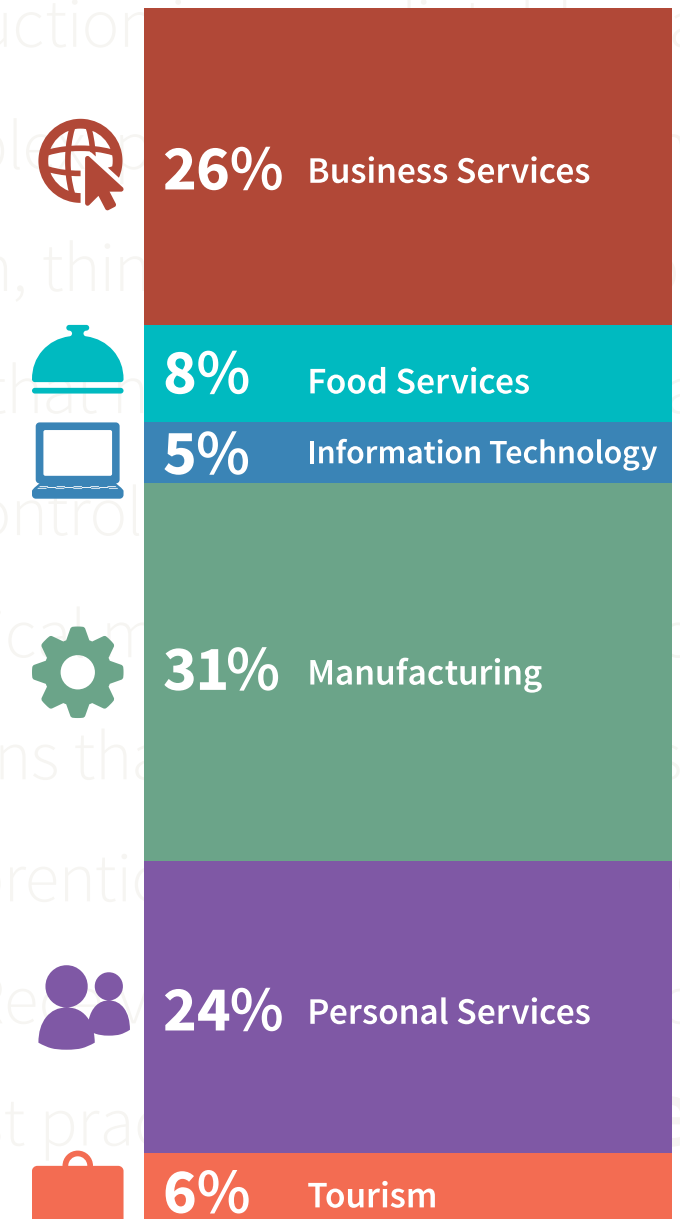 26% Business Services
8% Food Services
5% Information Technology
31% Manufacturing
24% Personal Services
6% Tourism